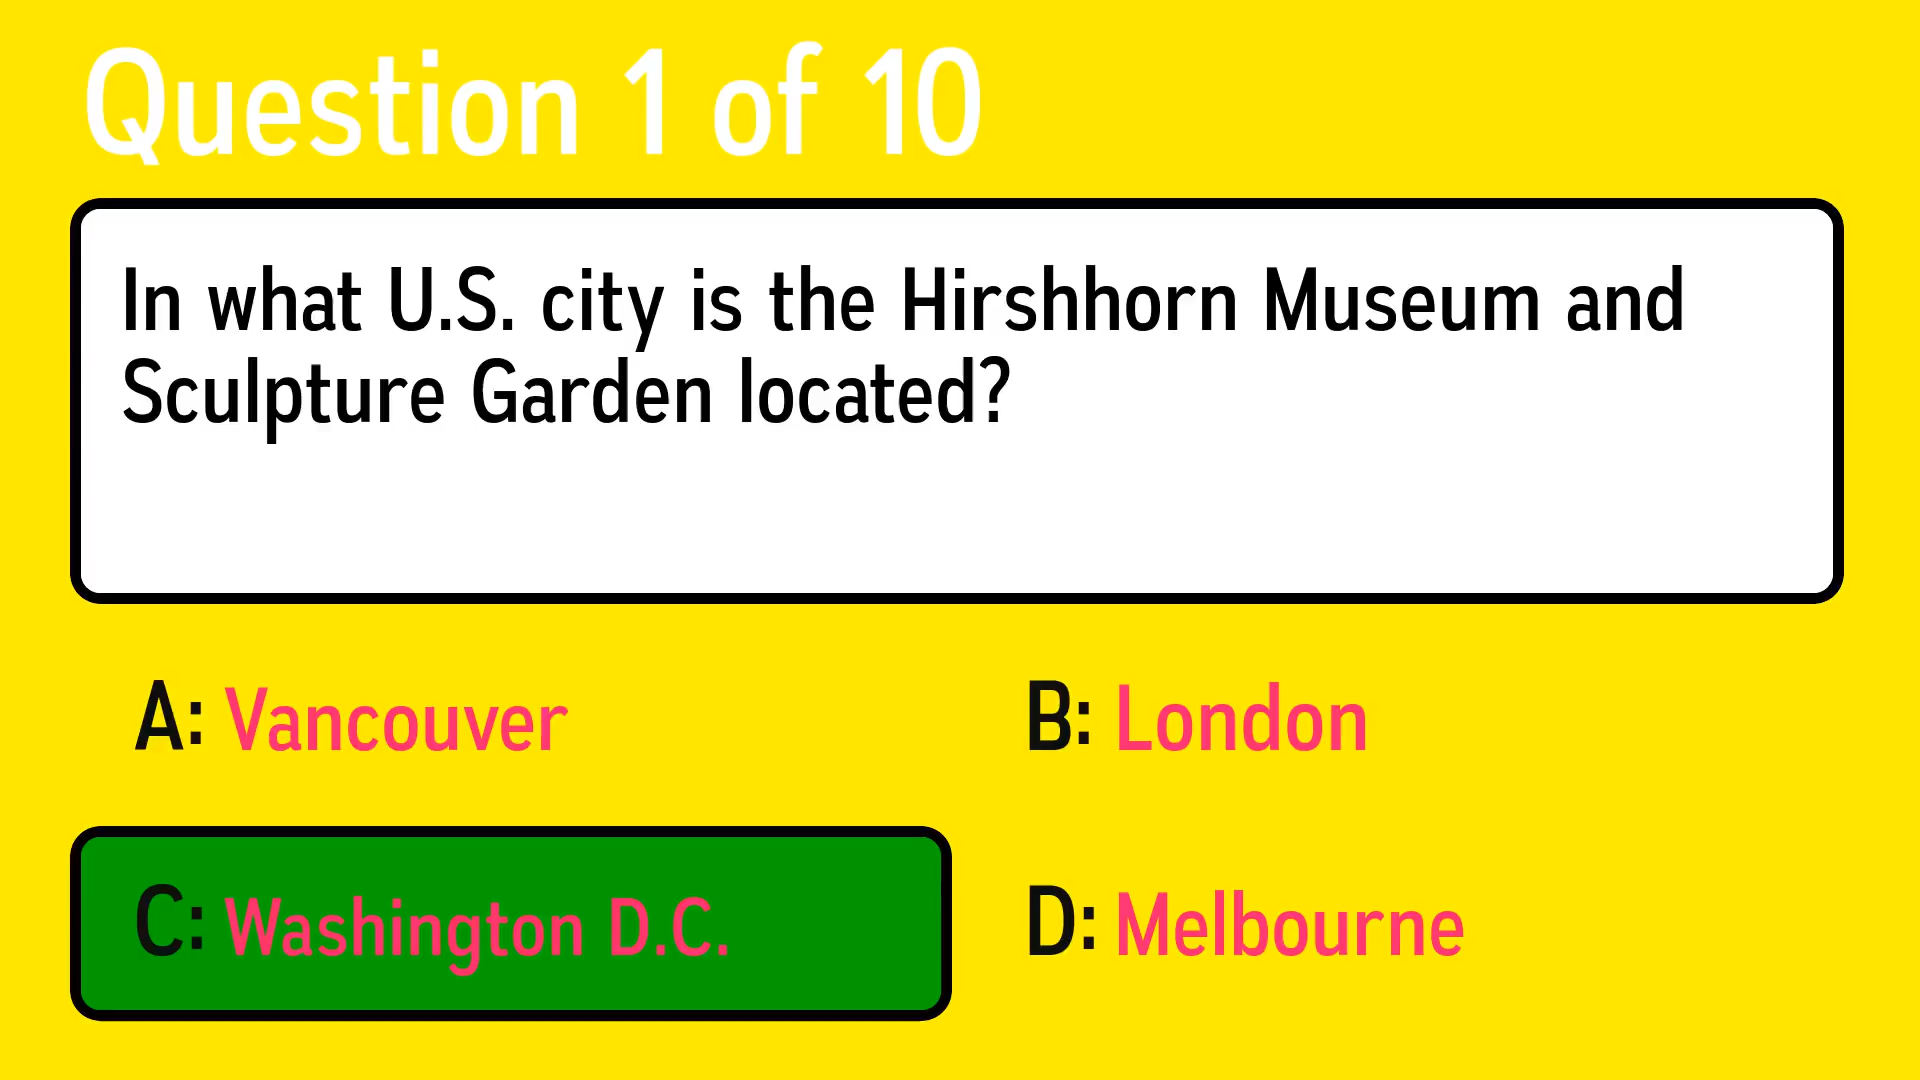 Question 1 of 10
In what U.S. city is the Hirshhorn Museum and
Sculpture Garden located?
A: Vancouver
B: London
C: Washington D.C.
D: Melbourne